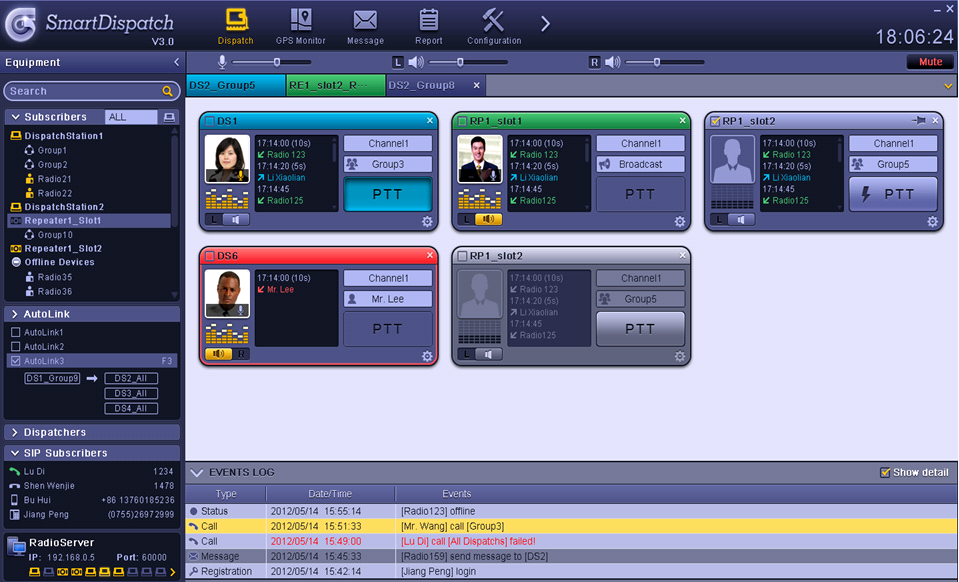 SmartDispatch
V3.0
Dispatch
GPS Monitor
Message
Report
Configuration
18:06:24
Equipment
L
R
Mute
Search
DS2_Group5
RE1_slot2_R···
DS2_Group8
Subscribers
ALL
DispatchStation1
Group1
Group2
Radio21
Radio22
DispatchStation2
Repeater1_Slot1
Group10
Repeater1_Slot2
Offline Devices
Radio35
Radio36
AutoLink
AutoLink1
AutoLink2
AutoLink3 F3
DS1_Group9
DS2_All
DS3_All
DS4_All
Dispatchers
SIP Subscribers
Lu Di 1234
Shen Wenjie 1478
Bu Hui +86 13760185236
Jiang Peng (0755)26972999
RadioServer
IP: 192.168.0.5 Port: 60000
DS1
17:14:00 (10s)
Radio 123
17:14:20 (5s)
Li Xiaolian
17:14:45
Radio125
Channel1
Group3
PTT
L
RP1_slot1
17:14:00 (10s)
Radio 123
17:14:20 (5s)
Li Xiaolian
17:14:45
Radio125
Channel1
Broadcast
PTT
L
RP1_slot2
17:14:00 (10s)
Radio 123
17:14:20 (5s)
Li Xiaolian
17:14:45
Radio125
Channel1
Group5
PTT
L
DS6
17:14:00 (10s)
Mr. Lee
Channel1
Mr. Lee
PTT
R
RP1_slot2
17:14:00 (10s)
Radio 123
17:14:20 (5s)
Li Xiaolian
17:14:45
Radio125
Channel1
Group5
PTT
L
EVENTS LOG
Show detail
Type Date/Time Events
Status 2012/05/14 15:55:14 [Radio123] offline
Call 2012/05/14 15:51:33 [Mr. Wang] call [Group3]
Call 2012/05/14 15:49:00 [Lu Di] call [All Dispatchs] failed!
Message 2012/05/14 15:45:33 [Radio159] send message to [DS2]
Registration 2012/05/14 15:42:14 [Jiang Peng] login